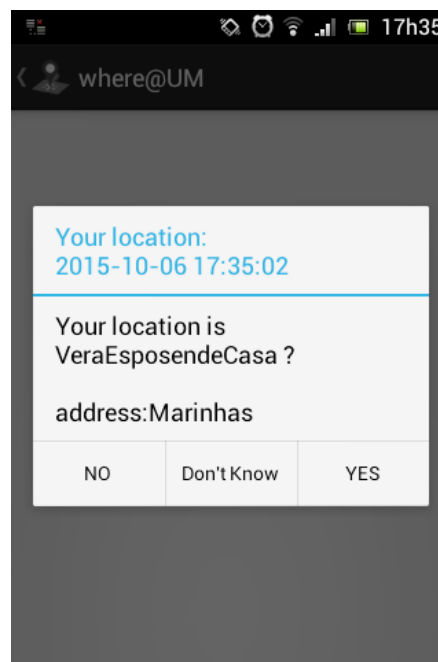 17h35
where@UM
Your location:
2015-10-06 17:35:02
Your location is
VeraEsposendeCasa ?
address:Marinhas
NO
Don't Know
YES